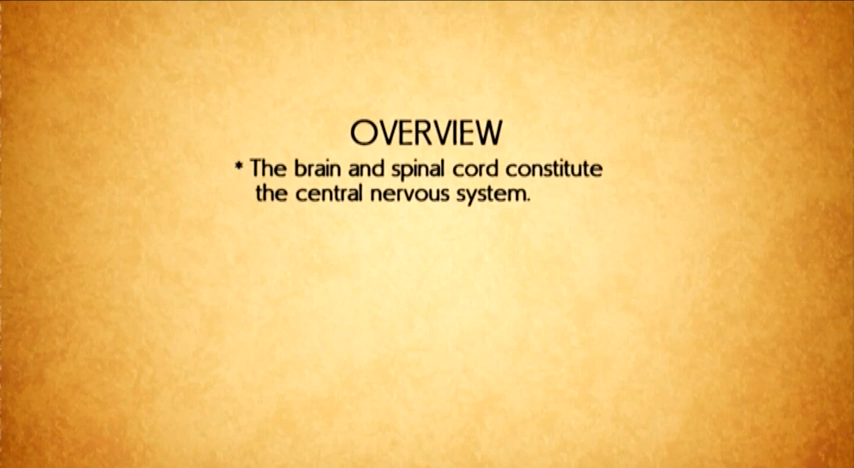 OVERVIEW
* The brain and spinal cord constitute
the central nervous system.